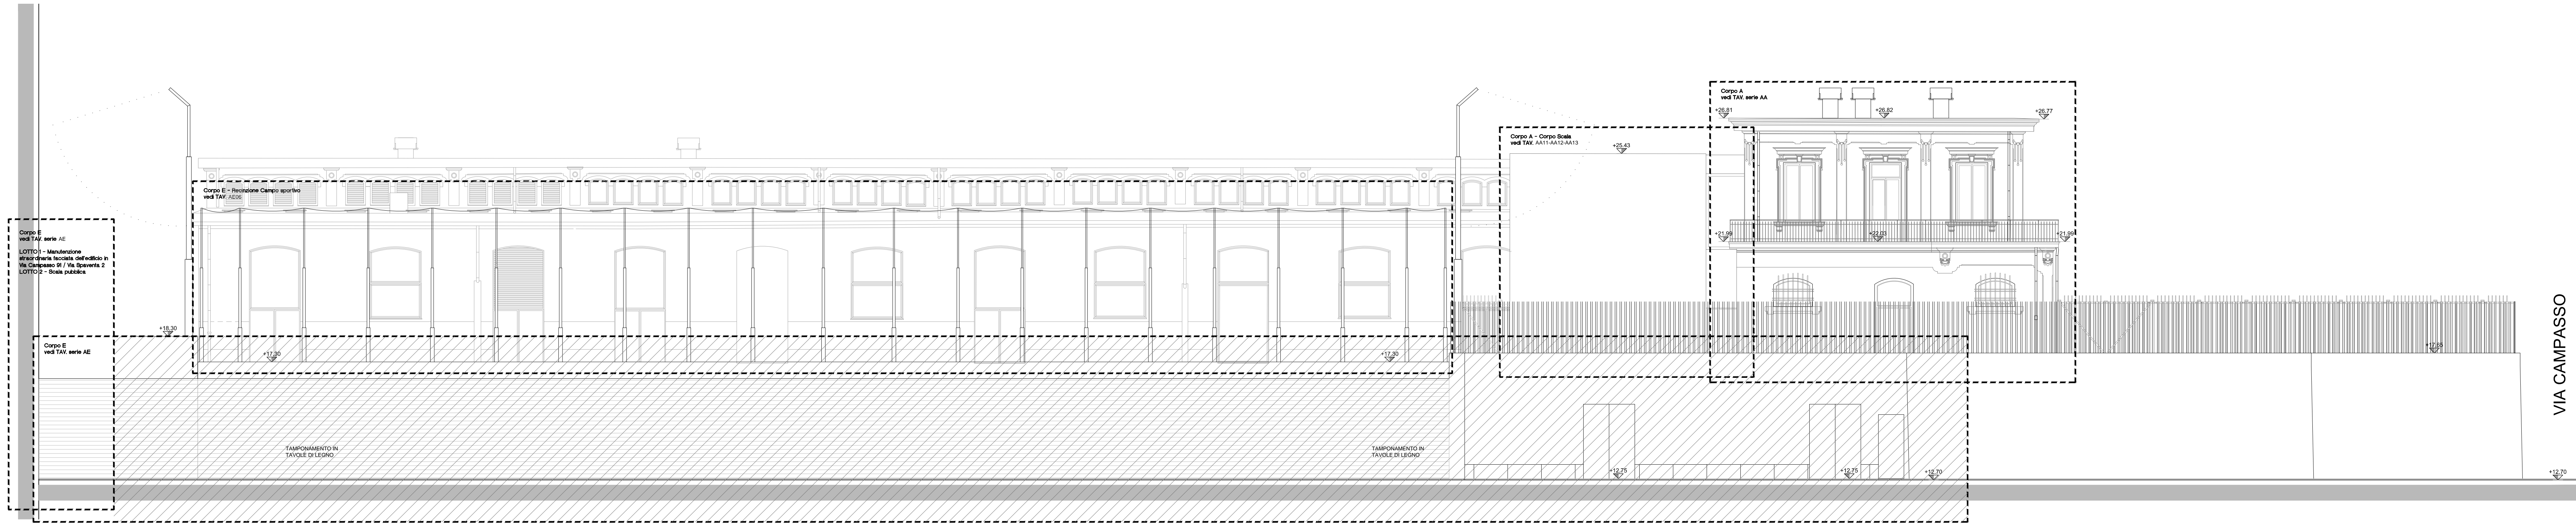 Corpo A
vedi TAV. serie AA
+26.81
+26.82
+26.77
Corpo A - Corpo Scala
vedi TAV. AA11-AA12-AA13
+25.43
Corpo E - Recinzione Campo sportivo
vedi TAV. AE06
Corpo E
vedi TAV. serie AE
LOTTO 1 - Manutenzione
straordinaria facciata dell'edificio in
Via Campasso 91 / Via Spaventa 2
LOTTO 2 - Scala pubblica
+21.99
+22.03
+21.99
+18.30
Corpo E
vedi TAV. serie AE
+17.30
+17.30
+17.65
VIA CAMPASSO
TAMPONAMENTO IN
TAVOLE DI LEGNO
TAMPONAMENTO IN
TAVOLE DI LEGNO
+12.75
+12.75
+12.70
+12.70